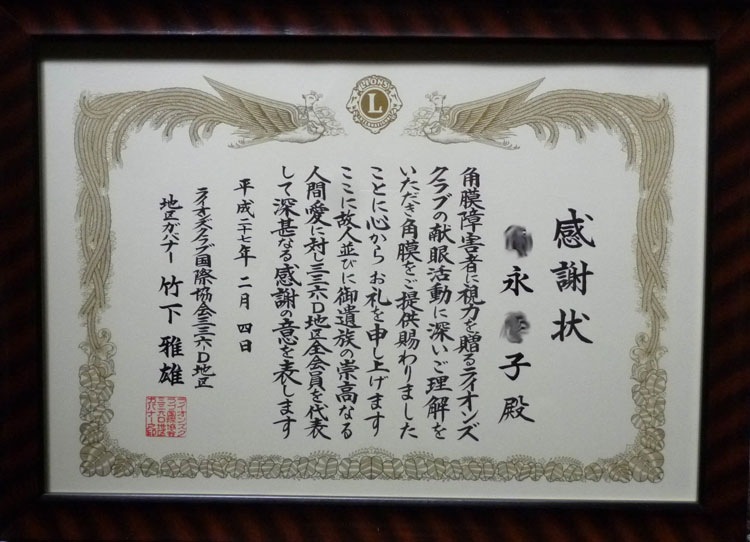 LIONS
L
INTERNATIONAL
感謝状
永 子 殿
角膜障害者に視力を贈るライオンズ
クラブの献眼活動に深いご理解を
いただき角膜をご提供賜わりました
ことに心からお礼を申し上げます
ここに故人並びに御遺族の崇高なる
人間愛に対し三三六D地区全会員を代表
して深甚なる感謝の意を表します
平成二十七年 二月 四日
ライオンズクラブ国際協会三三六-D地区
地区ガバナー 竹下 雅雄